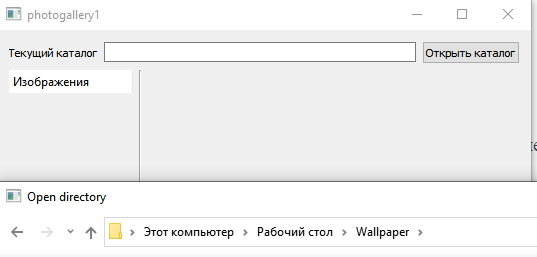 photogallery1
Текущий каталог Открыть каталог
Изображения
Open directory
Этот компьютер Рабочий стол Wallpaper